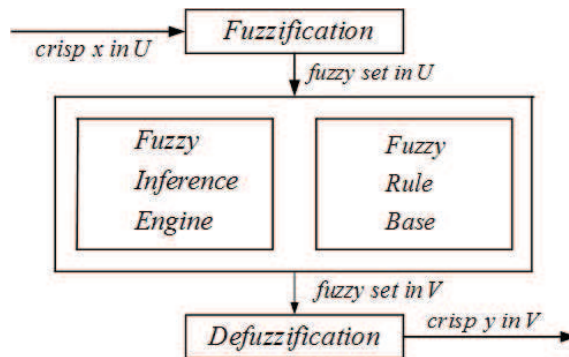 Fuzzification
crisp x in U
fuzzy set in U
Fuzzy
Inference
Engine
Fuzzy
Rule
Base
fuzzy set in V
Defuzzification
crisp y in V